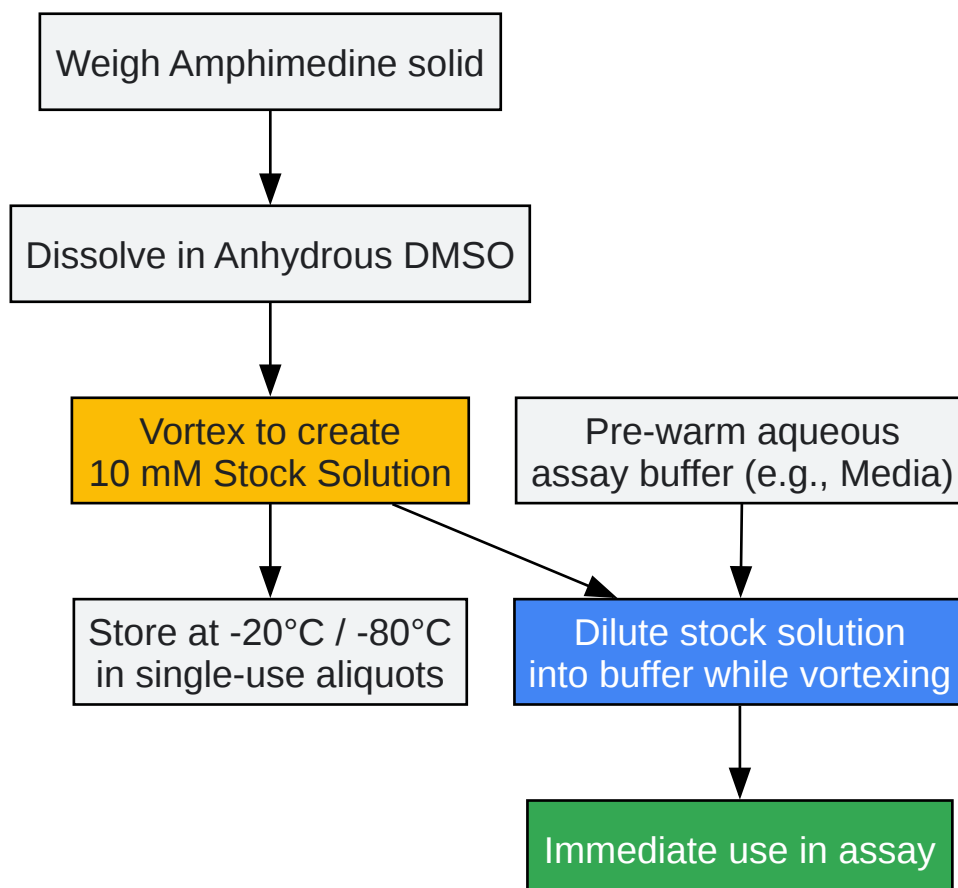 Weigh Amphimedine solid
Dissolve in Anhydrous DMSO
Vortex to create
10 mM Stock Solution
Pre-warm aqueous
assay buffer (e.g., Media)
Store at -20°C / -80°C
in single-use aliquots
Dilute stock solution
into buffer while vortexing
Immediate use in assay